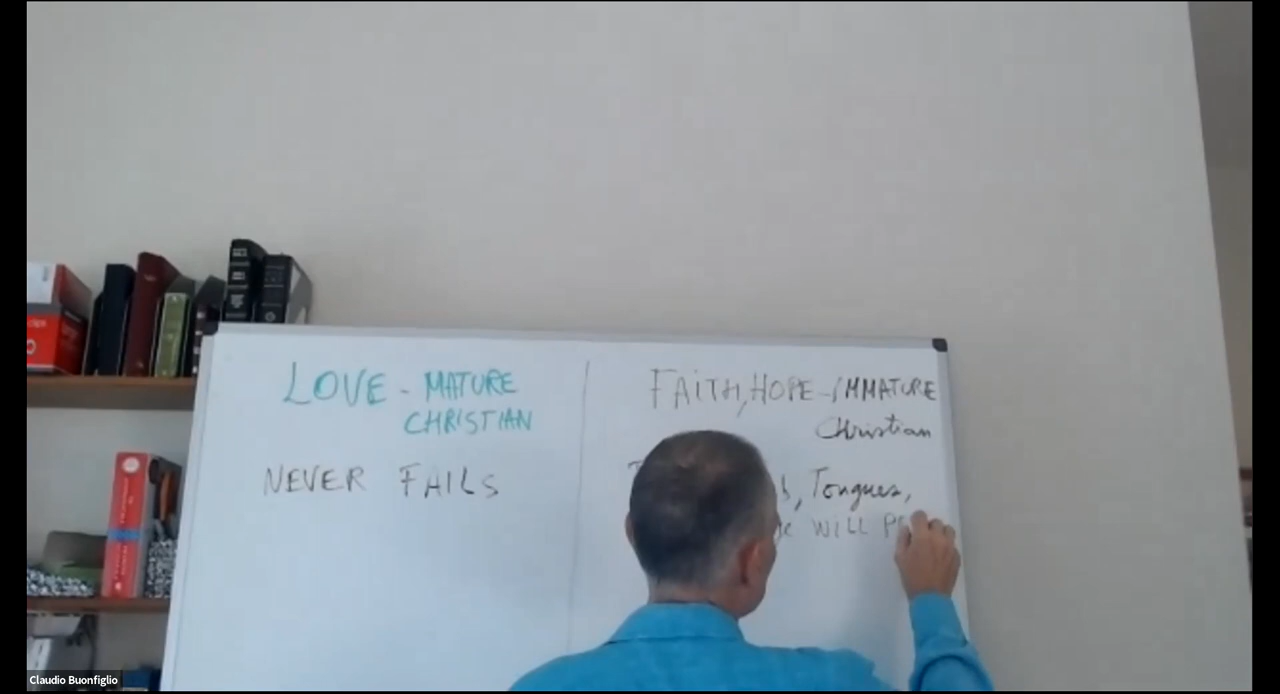 LOVE - MATURE
CHRISTIAN
NEVER FAILS
FAITH, HOPE - IMMATURE
Christian
Tongues,
WILL
Claudio Buonfiglio